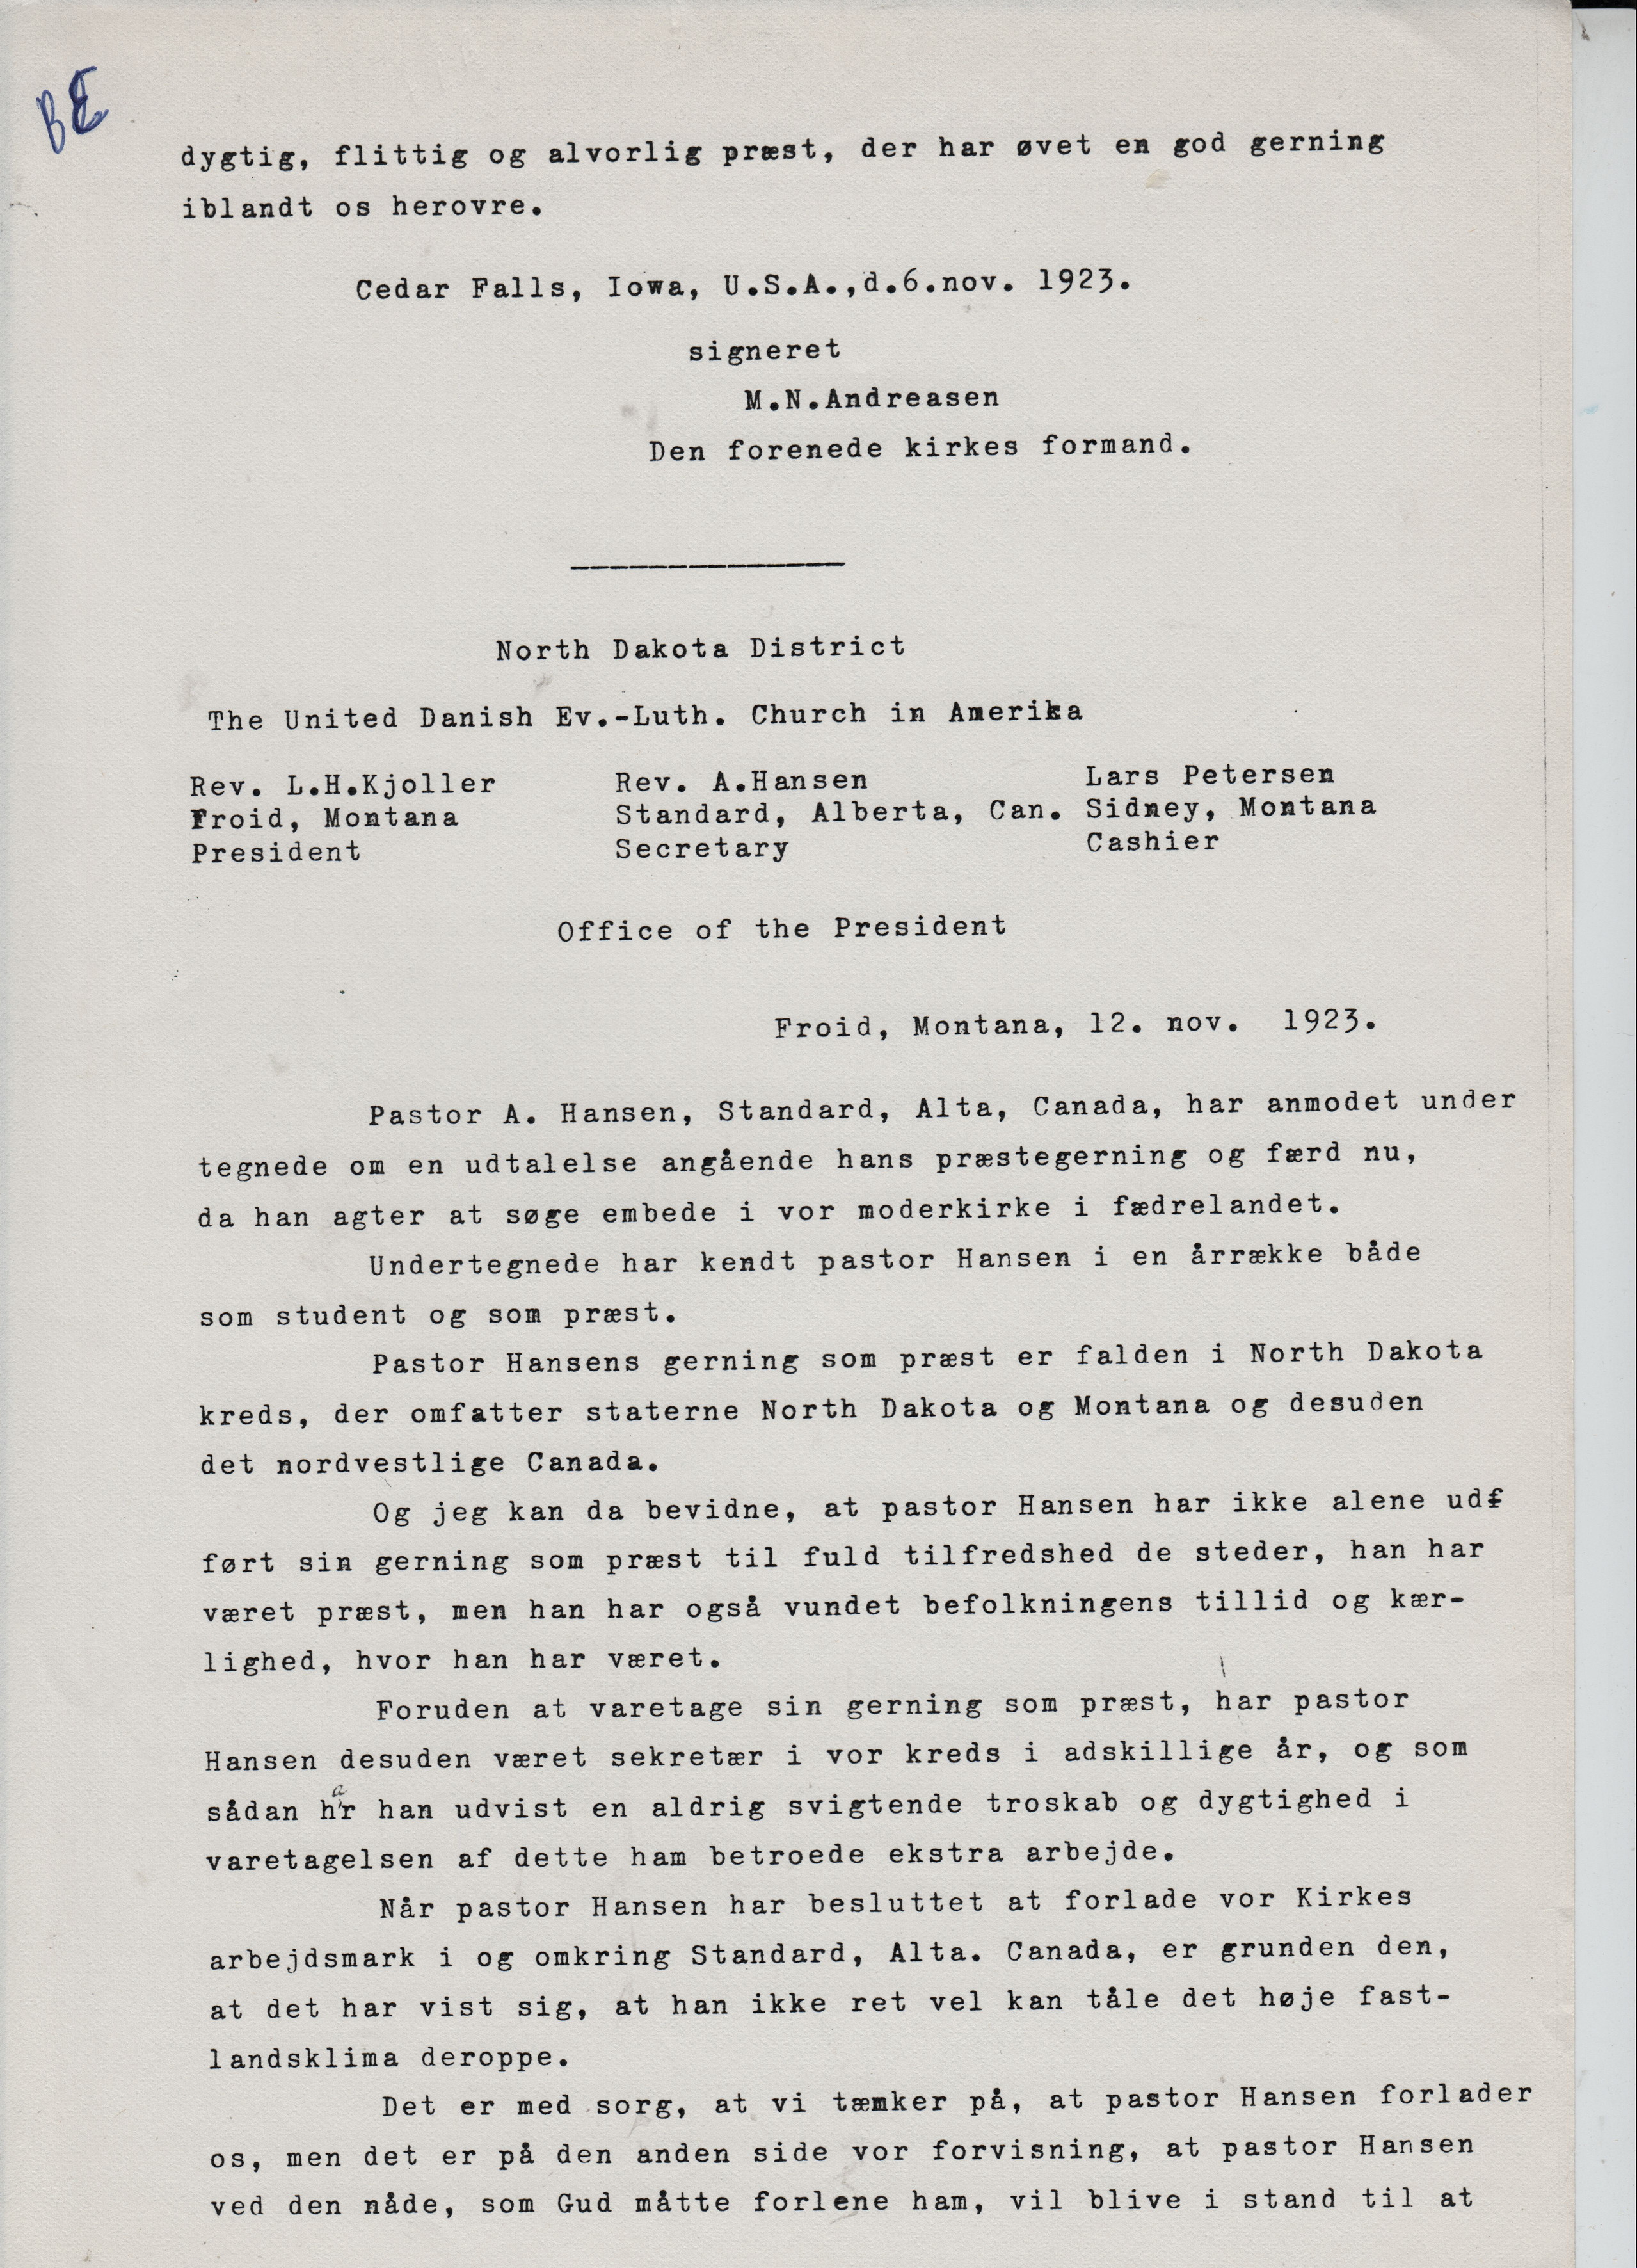 BE
dygtig, flittig og alvorlig præst, der har øvet en god gerning
iblandt os herovre.
Cedar Falls, Iowa, U.S.A.,d.6.nov. 1923.
signeret
M.N.Andreasen
Den forenede kirkes formand.
North Dakota District
The United Danish Ev.-Luth. Church in Amerika
Rev. L.H.Kjoller Rev. A.Hansen Lars Petersen
Froid, Montana Standard, Alberta, Can. Sidney, Montana
President Secretary Cashier
Office of the President
Froid, Montana, 12. nov. 1923.
Pastor A. Hansen, Standard, Alta, Canada, har anmodet under
tegnede om en udtalelse angående hans præstegerning og færd nu,
da han agter at søge embede i vor moderkirke i fædrelandet.
Undertegnede har kendt pastor Hansen i en årrække både
som student og som præst.
Pastor Hansens gerning som præst er falden i North Dakota
kreds, der omfatter staterne North Dakota og Montana og desuden
det nordvestlige Canada.
Og jeg kan da bevidne, at pastor Hansen har ikke alene udf
ført sin gerning som præst til fuld tilfredshed de steder, han har
været præst, men han har også vundet befolkningens tillid og kær-
lighed, hvor han har været.
Foruden at varetage sin gerning som præst, har pastor
Hansen desuden været sekretær i vor kreds i adskillige år, og som
sådan har han udvist en aldrig svigtende troskab og dygtighed i
varetagelsen af dette ham betroede ekstra arbejde.
Når pastor Hansen har besluttet at forlade vor Kirkes
arbejdsmark i og omkring Standard, Alta. Canada, er grunden den,
at det har vist sig, at han ikke ret vel kan tåle det høje fast-
landsklima deroppe.
Det er med sorg, at vi tæmker på, at pastor Hansen forlader
os, men det er på den anden side vor forvisning, at pastor Hansen
ved den nåde, som Gud måtte forlene ham, vil blive i stand til at